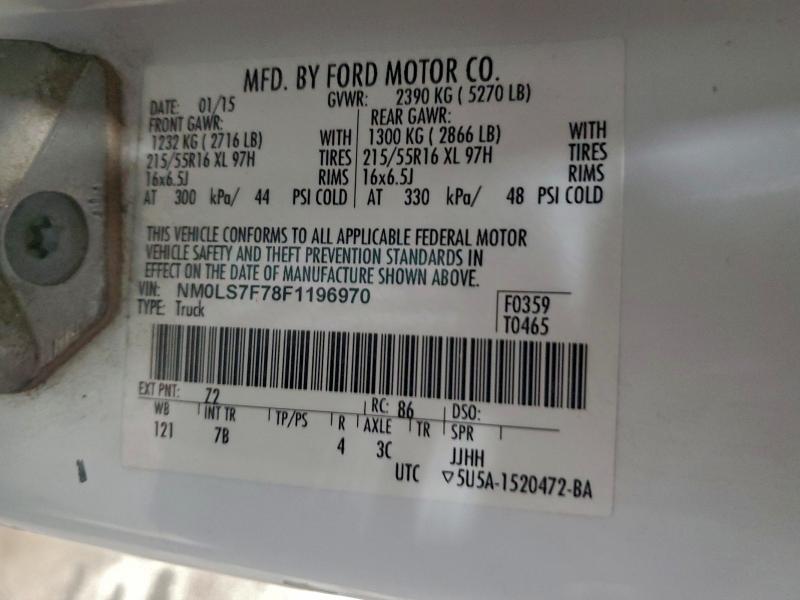 MFD. BY FORD MOTOR CO.
DATE: 01/15 GVWR: 2390 KG ( 5270 LB)
FRONT GAWR: REAR GAWR:
1232 KG ( 2716 LB) WITH 1300 KG ( 2866 LB) WITH
215/55R16 XL 97H TIRES 215/55R16 XL 97H TIRES
16x6.5J RIMS 16x6.5J RIMS
AT 300 kPa/ 44 PSI COLD AT 330 kPa/ 48 PSI COLD
THIS VEHICLE CONFORMS TO ALL APPLICABLE FEDERAL MOTOR
VEHICLE SAFETY AND THEFT PREVENTION STANDARDS IN
EFFECT ON THE DATE OF MANUFACTURE SHOWN ABOVE.
VIN: NM0LS7F78F1196970
TYPE: Truck
F0359
T0465
EXT PNT: 72 RC: 86 DSO:
WB INT TR TP/PS R AXLE TR SPR
121 7B 4 3C JJHH
UTC ▽5U5A-1520472-BA